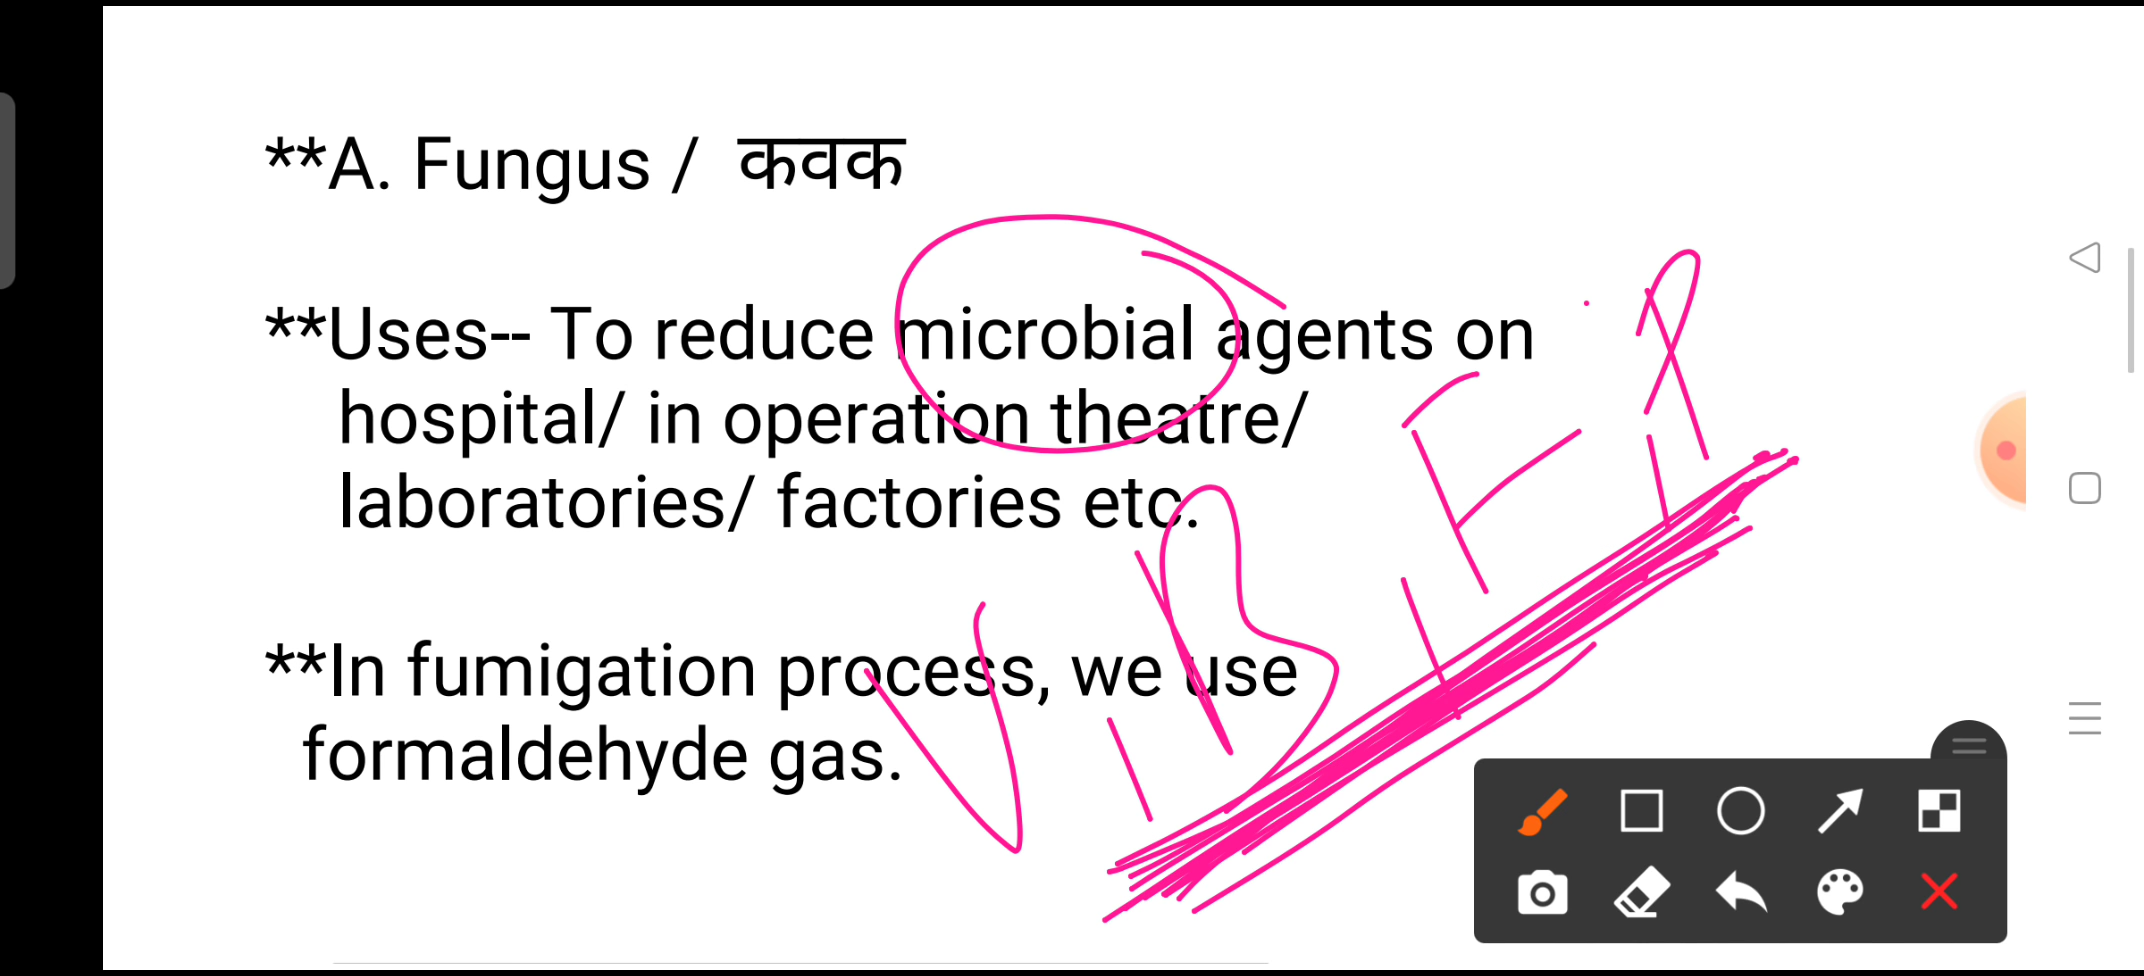 **A. Fungus / कवक
**Uses-- To reduce microbial agents on
hospital/ in operation theatre/
laboratories/ factories etc.
**In fumigation process, we use
formaldehyde gas.